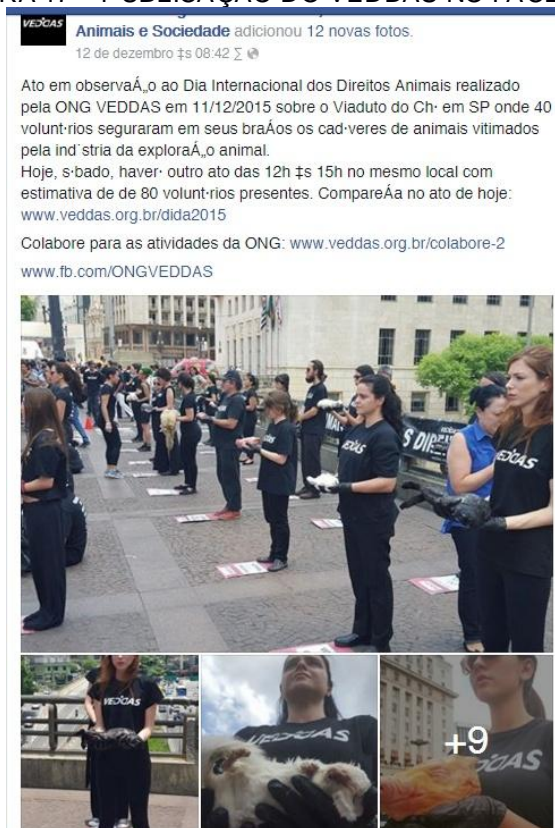 PUBLICAÇÃO DO VEDDAS NO FACE
VEDDAS
Animais e Sociedade adicionou 12 novas fotos.
12 de dezembro ‡s 08:42 ∑
Ato em observaÁ„o ao Dia Internacional dos Direitos Animais realizado
pela ONG VEDDAS em 11/12/2015 sobre o Viaduto do Ch· em SP onde 40
volunt·rios seguraram em seus braÁos os cad·veres de animais vitimados
pela ind˙stria da exploraÁ„o animal.
Hoje, s·bado, haver· outro ato das 12h ‡s 15h no mesmo local com
estimativa de de 80 volunt·rios presentes. CompareÁa no ato de hoje:
www.veddas.org.br/dida2015
Colabore para as atividades da ONG: www.veddas.org.br/colabore-2
www.fb.com/ONGVEDDAS
VEDDAS
VEDDAS
VEDDAS
VEDDAS
+9